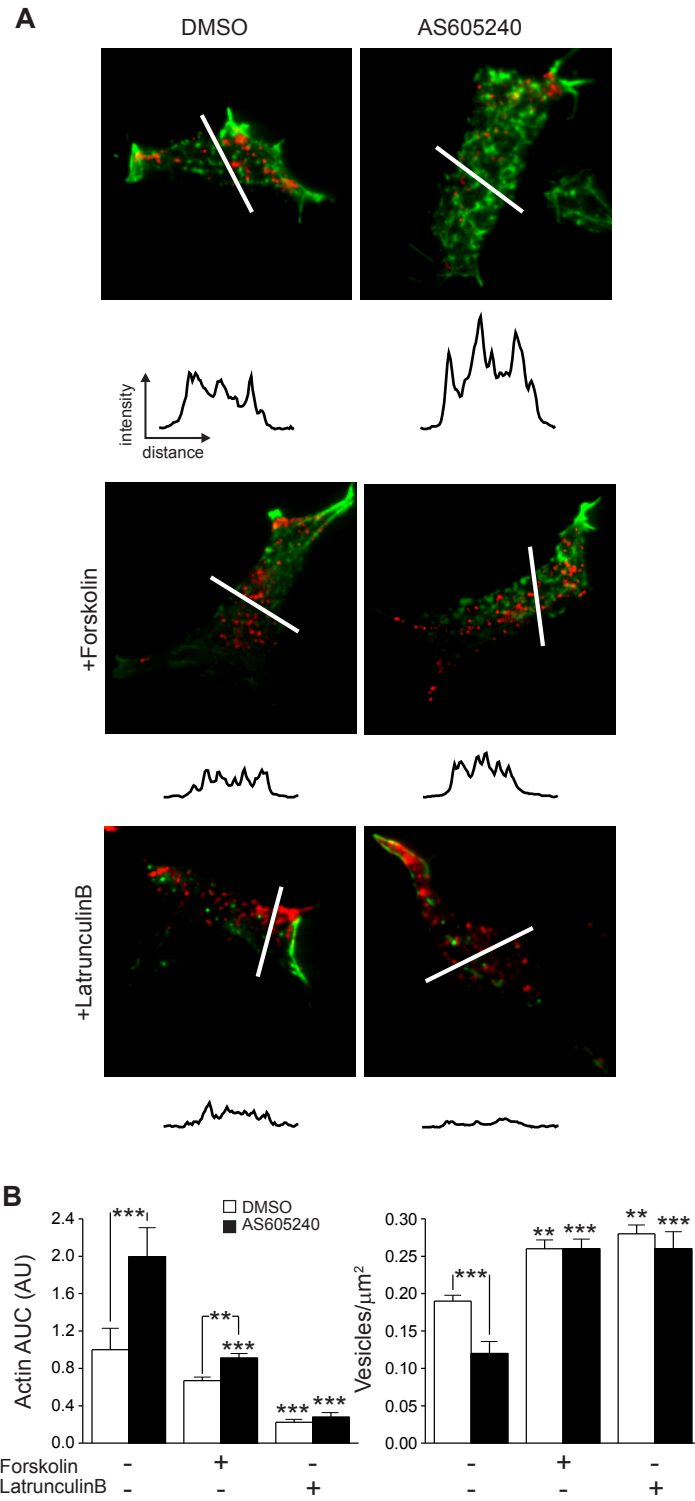 A
DMSO AS605240
intensity
distance
+Forskolin
+LatrunculinB
B
DMSO
AS605240
Actin AUC (AU)
2.4
2.0
1.6
1.2
0.8
0.4
0.0
***
**
***
***
***
Vesicles/µm²
0.30
0.25
0.20
0.15
0.10
0.05
0.00
***
**
***
**
***
Forskolin - + - - + -
LatrunculinB - - + - - +